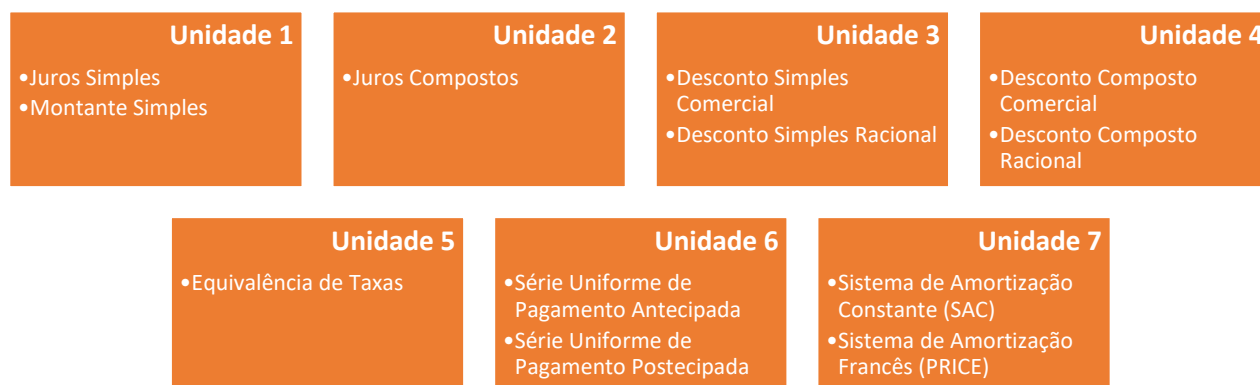 Unidade 1
•Juros Simples
•Montante Simples
Unidade 2
•Juros Compostos
Unidade 3
•Desconto Simples
Comercial
•Desconto Simples Racional
Unidade 4
•Desconto Composto
Comercial
•Desconto Composto
Racional
Unidade 5
•Equivalência de Taxas
Unidade 6
•Série Uniforme de
Pagamento Antecipada
•Série Uniforme de
Pagamento Postecipada
Unidade 7
•Sistema de Amortização
Constante (SAC)
•Sistema de Amortização
Francês (PRICE)